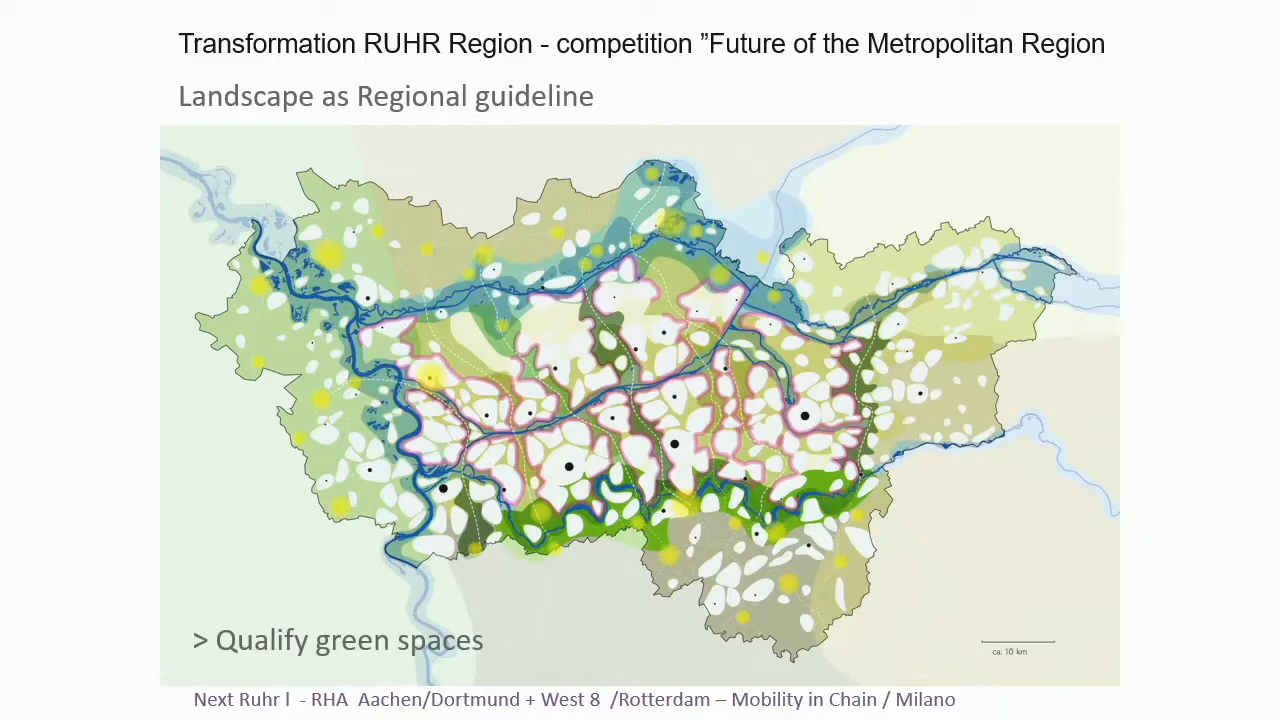 Transformation RUHR Region - competition ”Future of the Metropolitan Region
Landscape as Regional guideline
> Qualify green spaces
ca. 10 km
Next Ruhr l - RHA Aachen/Dortmund + West 8 /Rotterdam – Mobility in Chain / Milano